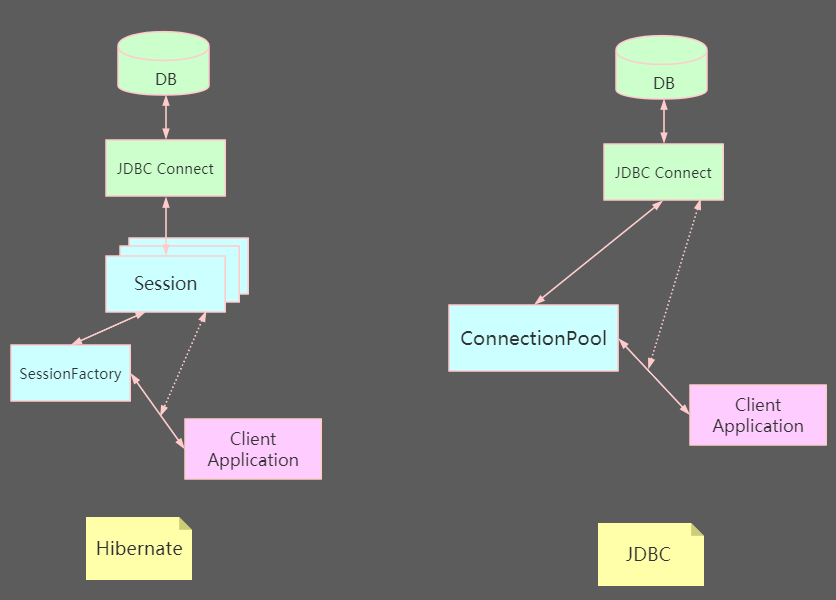 DB
JDBC Connect
Session
SessionFactory
Client
Application
Hibernate
DB
JDBC Connect
ConnectionPool
Client
Application
JDBC